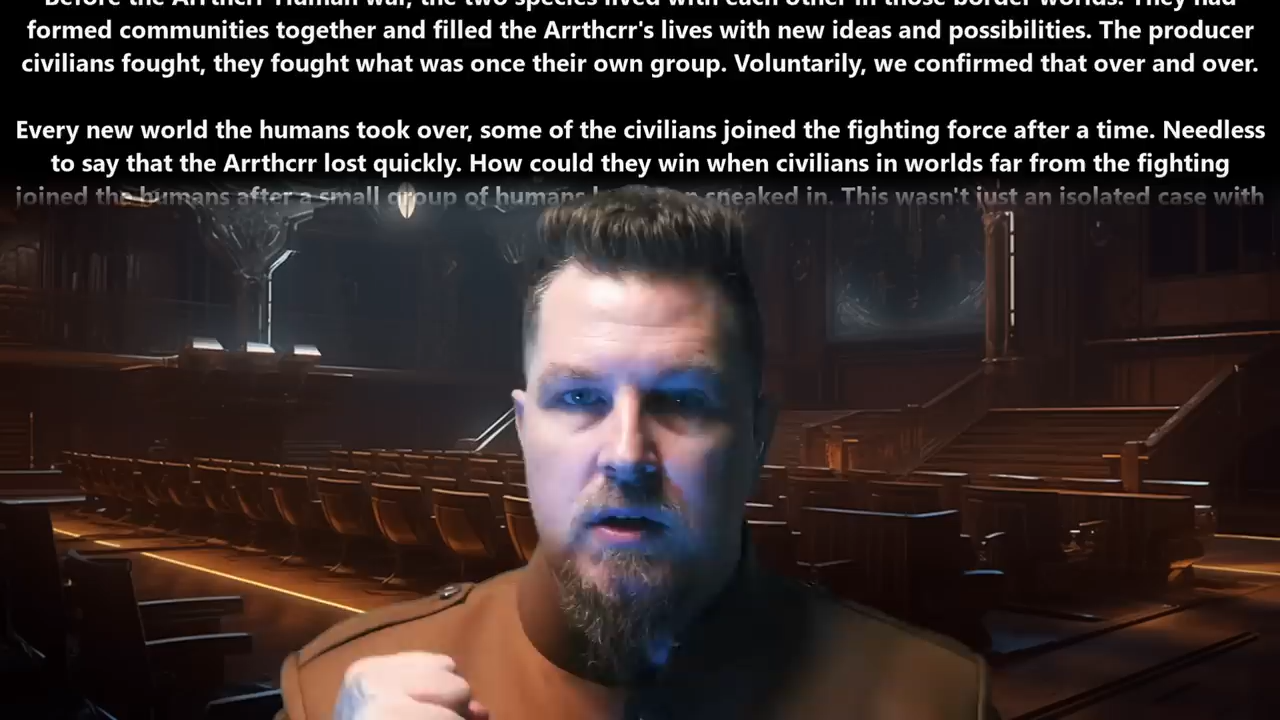 Before the Arrthcrr-Human war, the two species lived with each other in those border worlds. They had
formed communities together and filled the Arrthcrr's lives with new ideas and possibilities. The producer
civilians fought, they fought what was once their own group. Voluntarily, we confirmed that over and over.
Every new world the humans took over, some of the civilians joined the fighting force after a time. Needless
to say that the Arrthcrr lost quickly. How could they win when civilians in worlds far from the fighting
joined the humans after a small group of humans sneaked in. This wasn't just an isolated case with